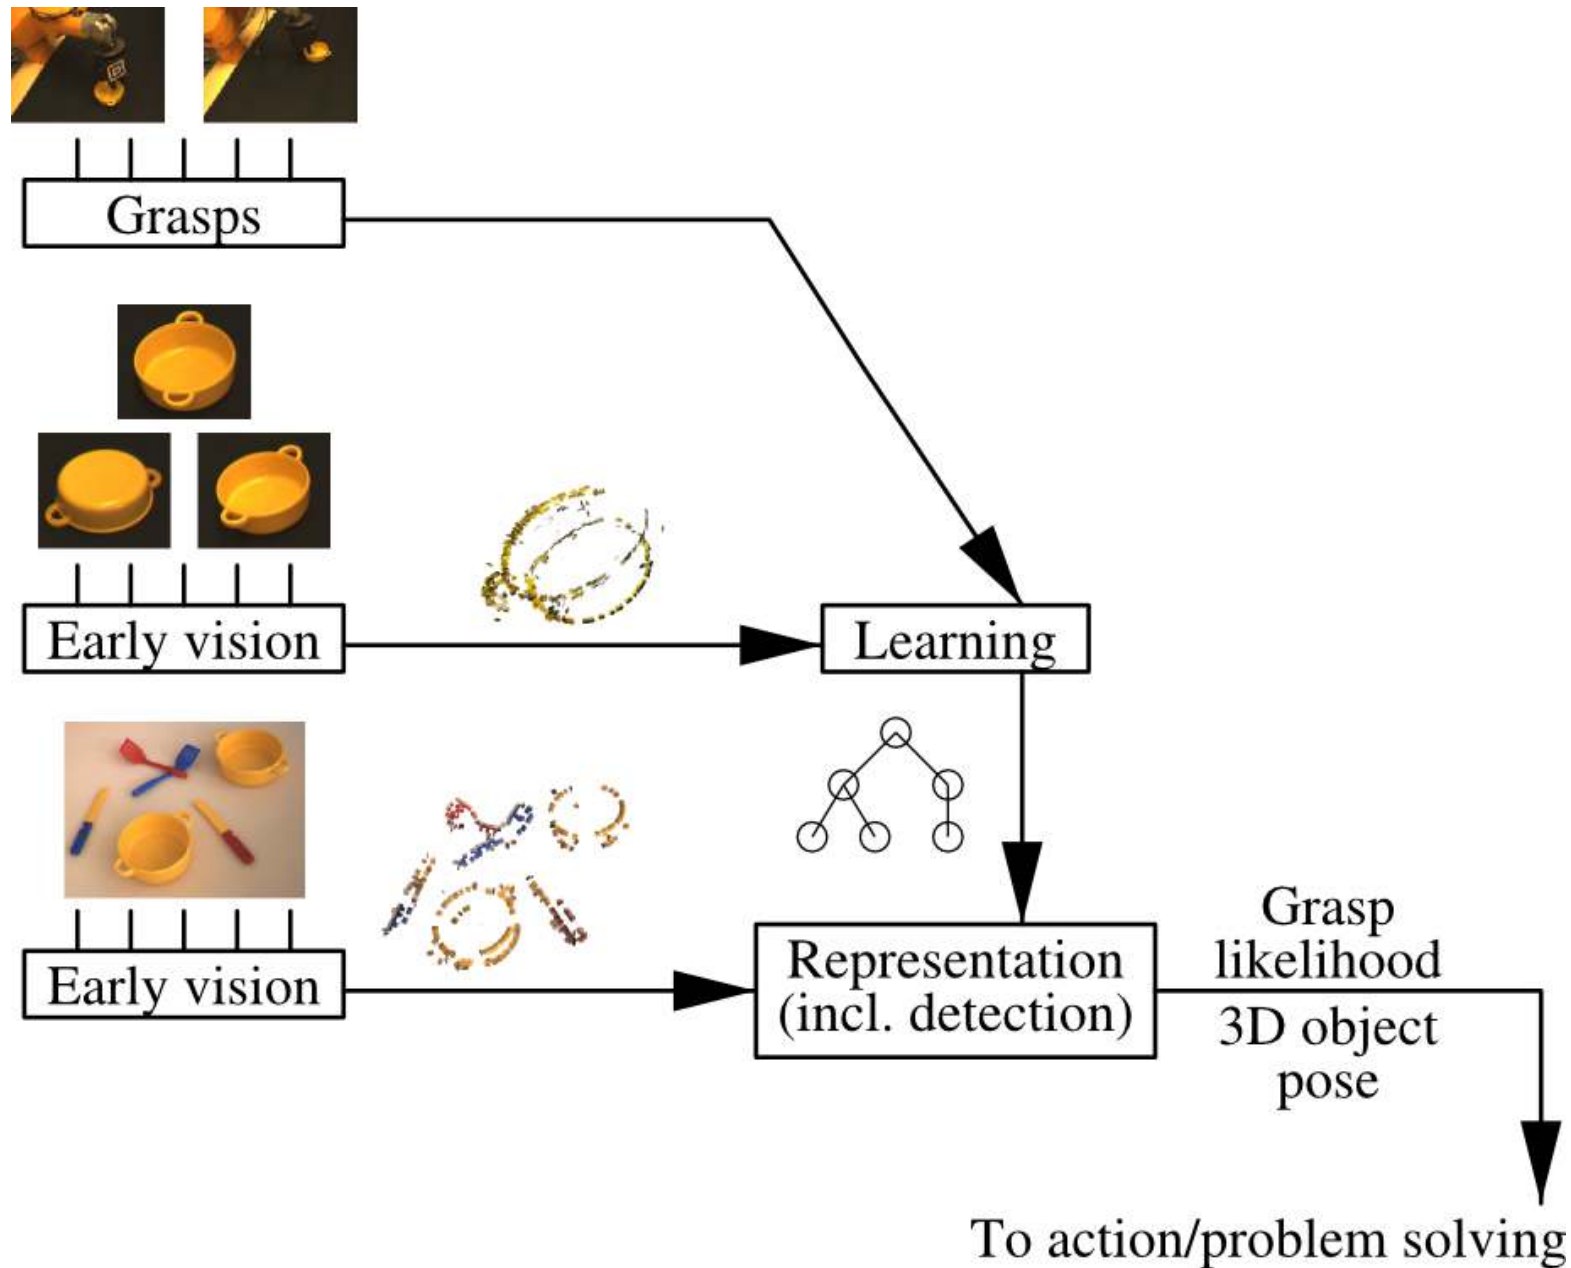 Grasps
Early vision
Learning
Early vision
Representation
(incl. detection)
Grasp
likelihood
3D object
pose
To action/problem solving